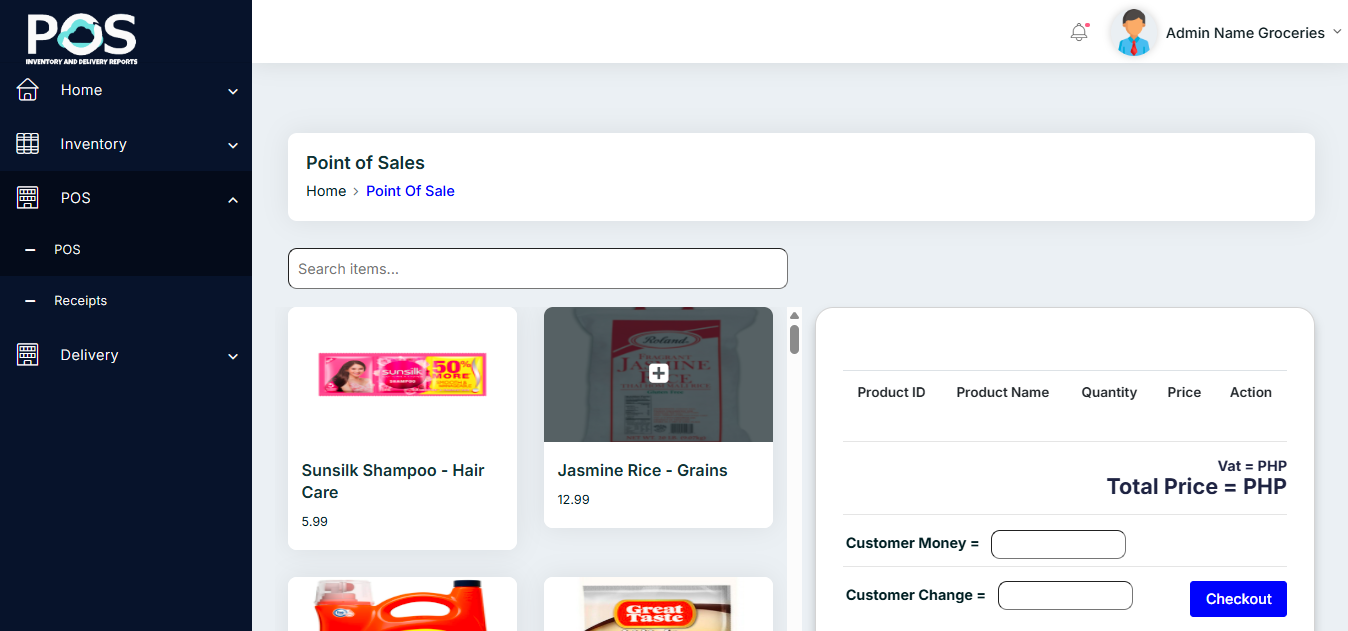 POS
INVENTORY AND DELIVERY REPORTS
Admin Name Groceries
Home
Inventory
POS
POS
Receipts
Delivery
Point of Sales
Home > Point Of Sale
Search items...
sunsilk
SHAMPOO
50%
MORE
Sunsilk Shampoo - Hair
Care
5.99
Roland.
FRAGRANT
JASMINE
RICE
Jasmine Rice - Grains
12.99
Great
Taste
Product ID Product Name Quantity Price Action
Vat = PHP
Total Price = PHP
Customer Money =
Customer Change =
Checkout